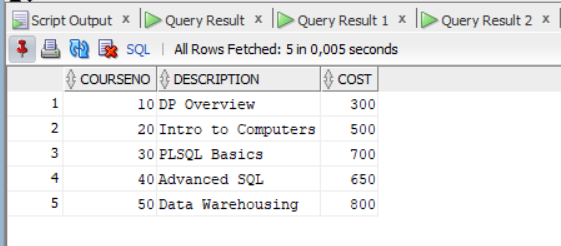 Script Output x Query Result x Query Result 1 x Query Result 2 x
SQL | All Rows Fetched: 5 in 0,005 seconds
COURSENO DESCRIPTION COST
1 10 DP Overview 300
2 20 Intro to Computers 500
3 30 PLSQL Basics 700
4 40 Advanced SQL 650
5 50 Data Warehousing 800